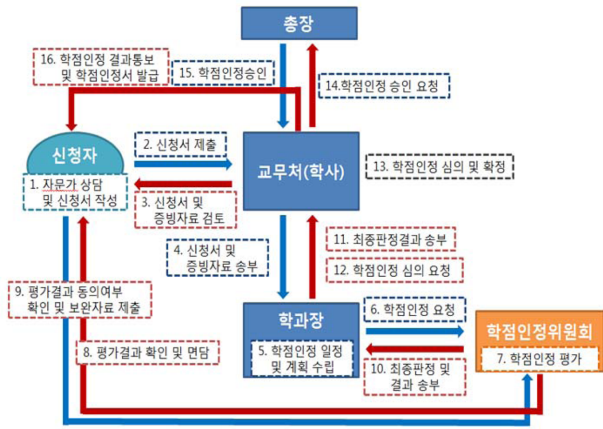 총장
16. 학점인정 결과통보
및 학점인정서 발급
15. 학점인정승인
14.학점인정 승인 요청
신청자
2. 신청서 제출
교무처(학사)
13. 학점인정 심의 및 확정
1. 자문가 상담
및 신청서 작성
3. 신청서 및
증빙자료 검토
4. 신청서 및
증빙자료 송부
11. 최종판정결과 송부
12. 학점인정 심의 요청
9. 평가결과 동의여부
확인 및 보완자료 제출
학과장
6. 학점인정 요청
학점인정위원회
8. 평가결과 확인 및 면담
5. 학점인정 일정
및 계획 수립
10. 최종판정 및
결과 송부
7. 학점인정 평가